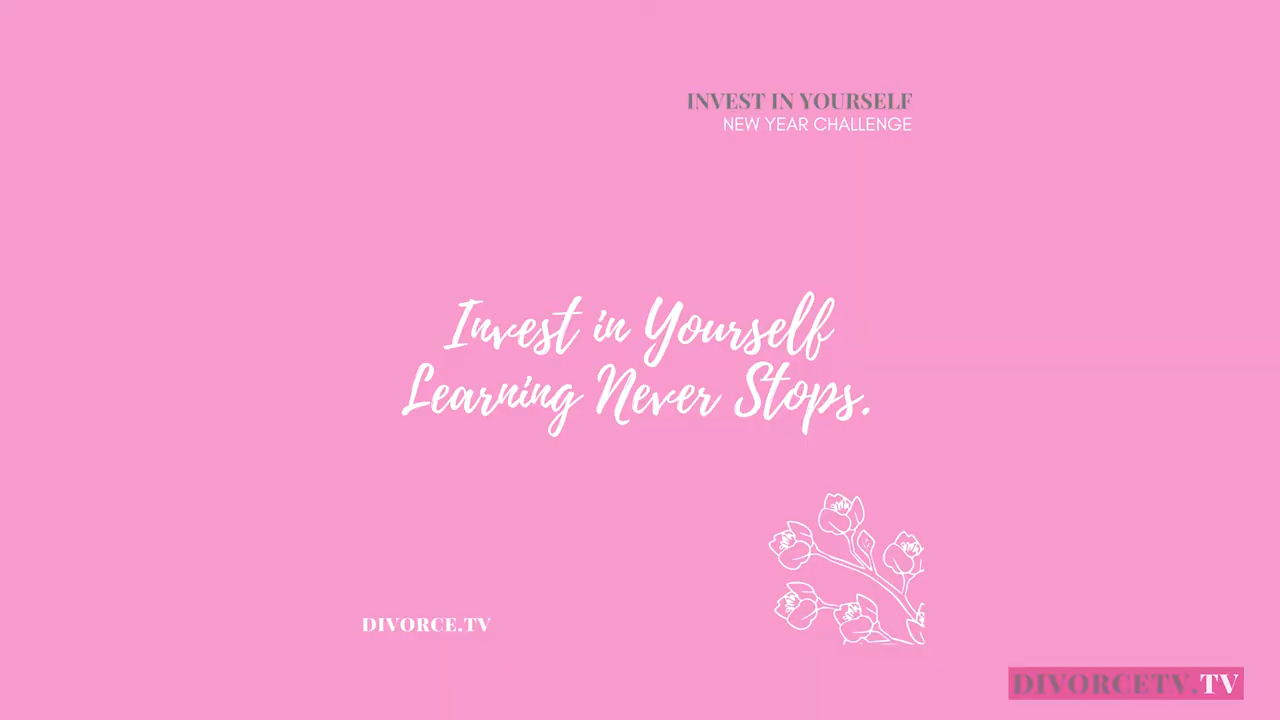 INVEST IN YOURSELF
NEW YEAR CHALLENGE
Invest in Yourself
Learning Never Stops.
DIVORCE.TV
DIVORCETV.TV